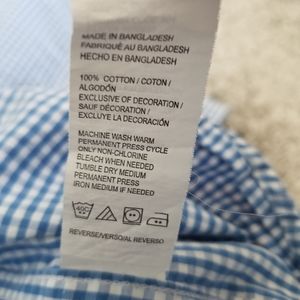 MADE IN BANGLADESH
FABRIQUÉ AU BANGLADESH
HECHO EN BANGLADESH
100% COTTON / COTON /
ALGODÓN
EXCLUSIVE OF DECORATION /
SAUF DÉCORATION /
EXCLUYE LA DECORACIÓN
MACHINE WASH WARM
PERMANENT PRESS CYCLE
ONLY NON-CHLORINE
BLEACH WHEN NEEDED
TUMBLE DRY MEDIUM
PERMANENT PRESS
IRON MEDIUM IF NEEDED
40°
REVERSE/VERSO/AL REVERSO